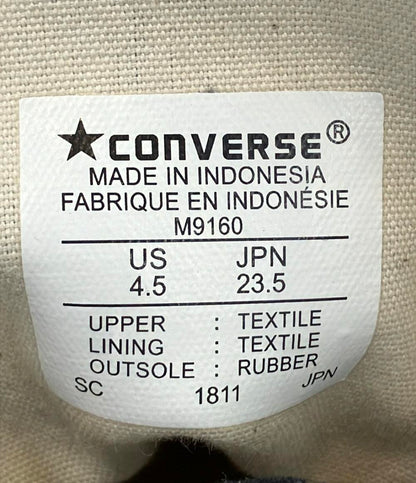 ★CONVERSE®
MADE IN INDONESIA
FABRIQUE EN INDONÉSIE
M9160
US JPN
4.5 23.5
UPPER : TEXTILE
LINING : TEXTILE
OUTSOLE : RUBBER
SC 1811 JPN